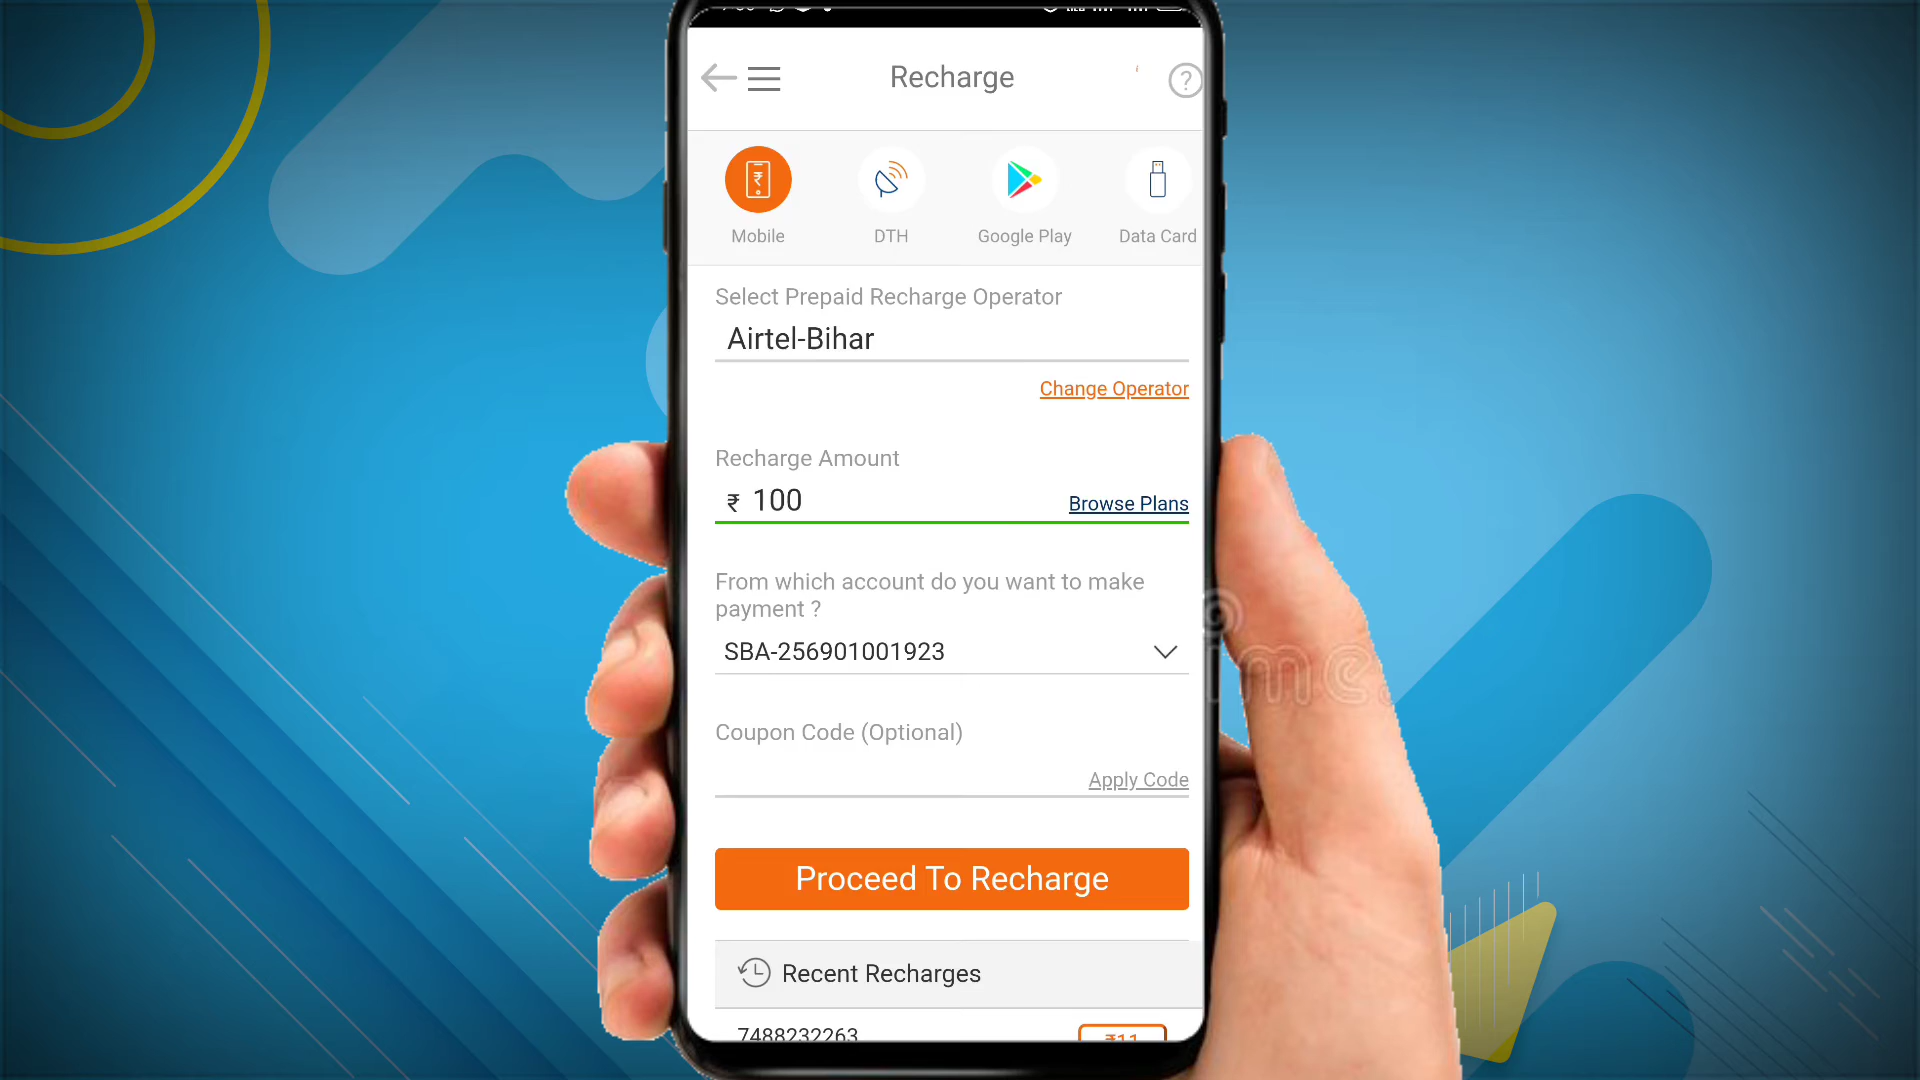 Recharge
?
₹
Mobile
DTH
Google Play
Data Card
Select Prepaid Recharge Operator
Airtel-Bihar
Change Operator
Recharge Amount
₹ 100
Browse Plans
From which account do you want to make
payment ?
SBA-256901001923
Coupon Code (Optional)
Apply Code
Proceed To Recharge
Recent Recharges
7488232263
₹11